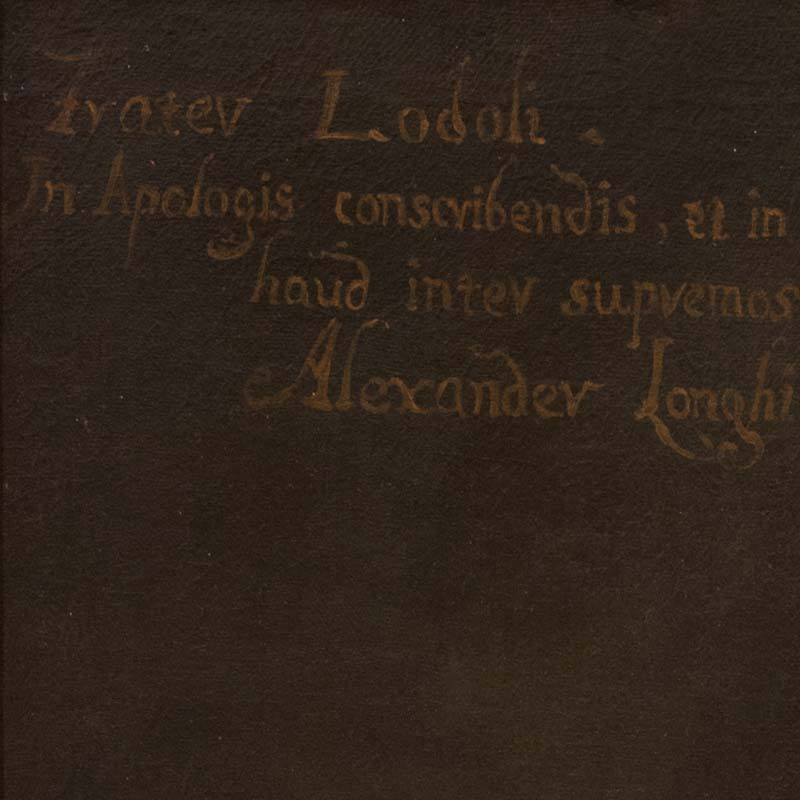 Frater Lodoli.
In Apologis conscribendis, et in
haud inter supremos
Alexander Longhi